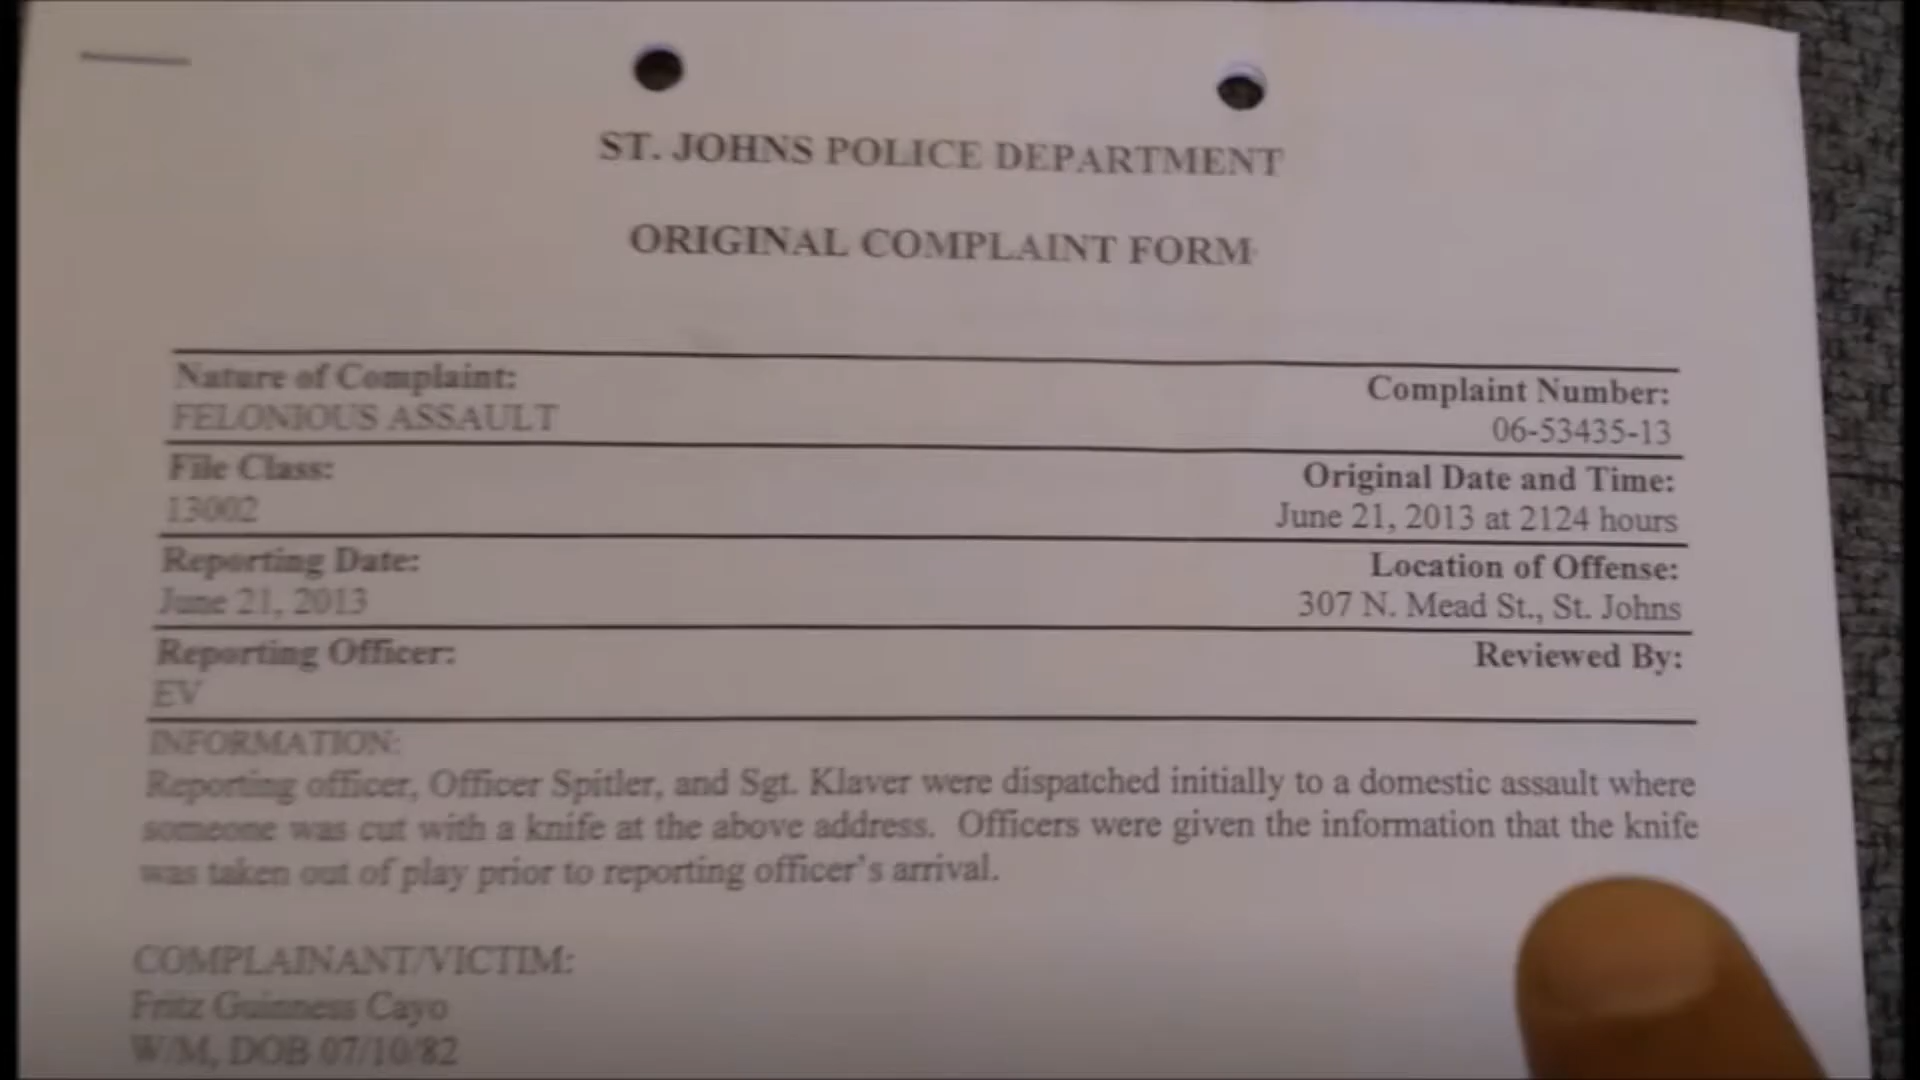 ST. JOHNS POLICE DEPARTMENT
ORIGINAL COMPLAINT FORM
Nature of Complaint:
FELONIOUS ASSAULT
Complaint Number:
06-53435-13
File Class:
13002
Original Date and Time:
June 21, 2013 at 2124 hours
Reporting Date:
June 21, 2013
Location of Offense:
307 N. Mead St., St. Johns
Reporting Officer:
EV
Reviewed By:
INFORMATION:
Reporting officer, Officer Spitler, and Sgt. Klaver were dispatched initially to a domestic assault where
someone was cut with a knife at the above address.  Officers were given the information that the knife
was taken out of play prior to reporting officer's arrival.
COMPLAINANT/VICTIM:
Fritz Guinness Cayo
W/M, DOB 07/10/82